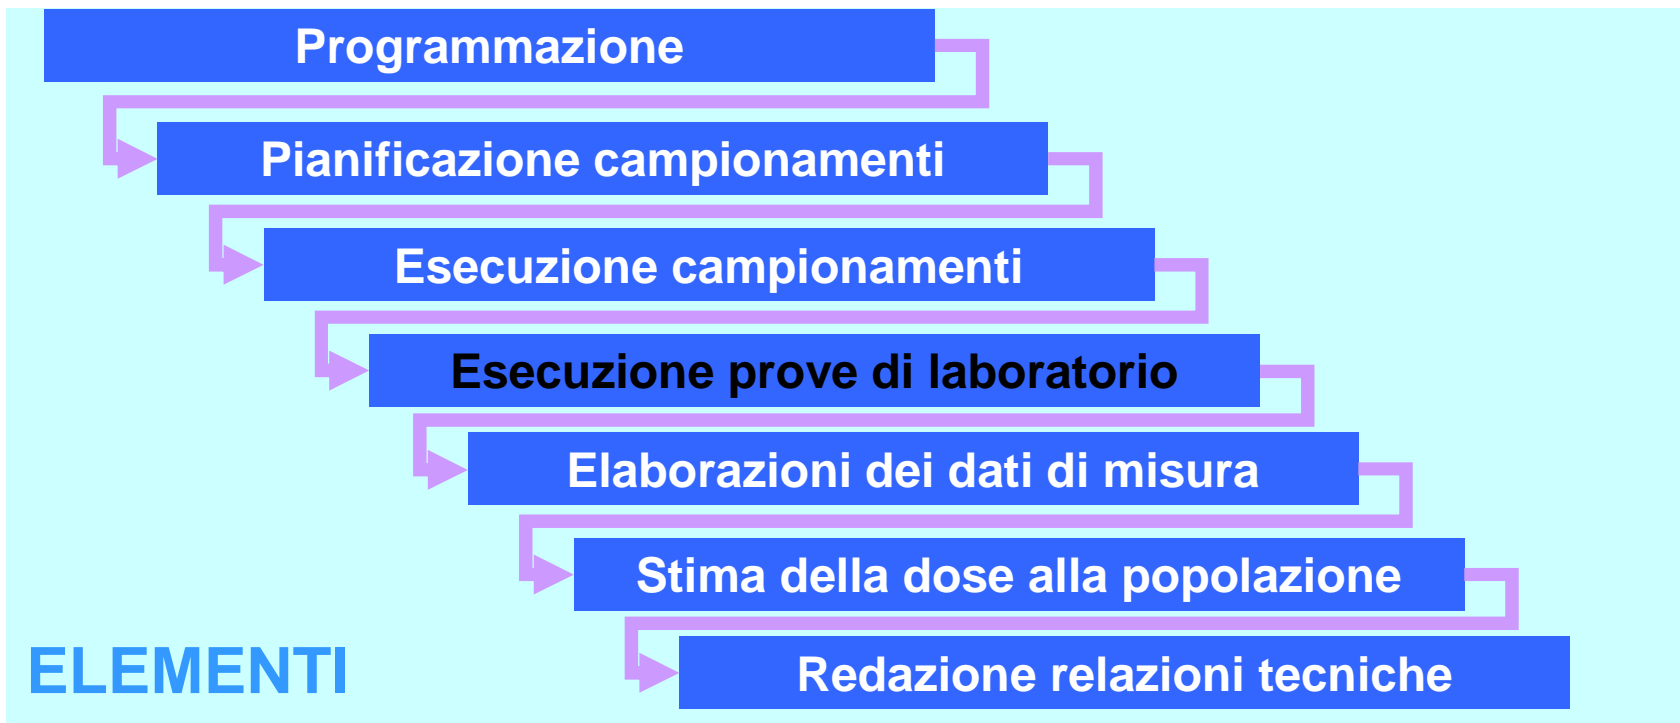 Programmazione
Pianificazione campionamenti
Esecuzione campionamenti
Esecuzione prove di laboratorio
Elaborazioni dei dati di misura
Stima della dose alla popolazione
Redazione relazioni tecniche
ELEMENTI